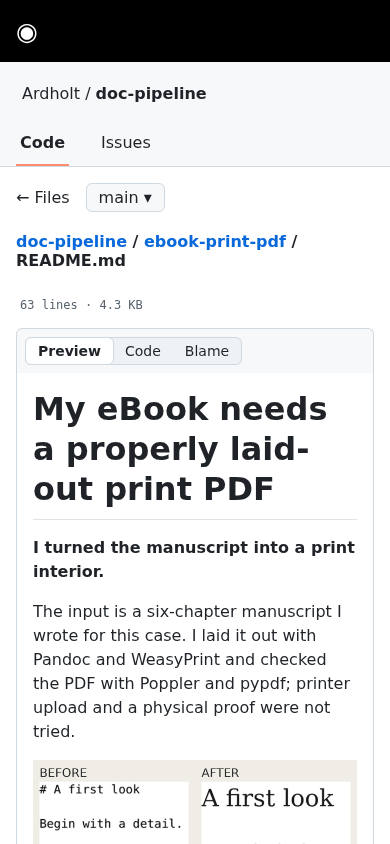 Ardholt / doc-pipeline
Code Issues
← Files main ▾
doc-pipeline / ebook-print-pdf /
README.md
63 lines · 4.3 KB
Preview Code Blame
My eBook needs
a properly laid-
out print PDF
I turned the manuscript into a print
interior.
The input is a six-chapter manuscript I
wrote for this case. I laid it out with
Pandoc and WeasyPrint and checked
the PDF with Poppler and pypdf; printer
upload and a physical proof were not
tried.
BEFORE AFTER
# A first look
A first look
Begin with a detail.